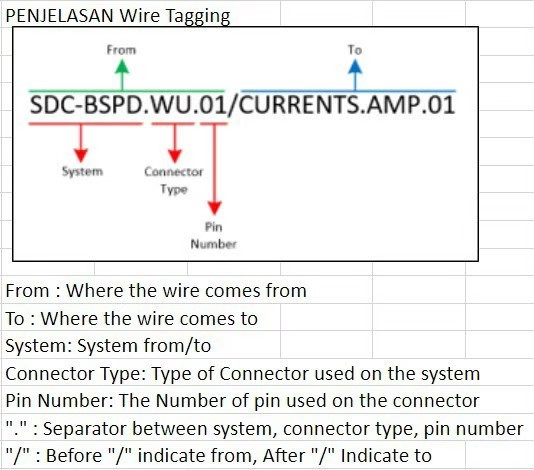 PENJELASAN Wire Tagging
From To
SDC-BSPD.WU.01/CURRENTS.AMP.01
System Connector Type
Pin Number
From : Where the wire comes from
To : Where the wire comes to
System: System from/to
Connector Type: Type of Connector used on the system
Pin Number: The Number of pin used on the connector
"." : Separator between system, connector type, pin number
"/" : Before "/" indicate from, After "/" Indicate to